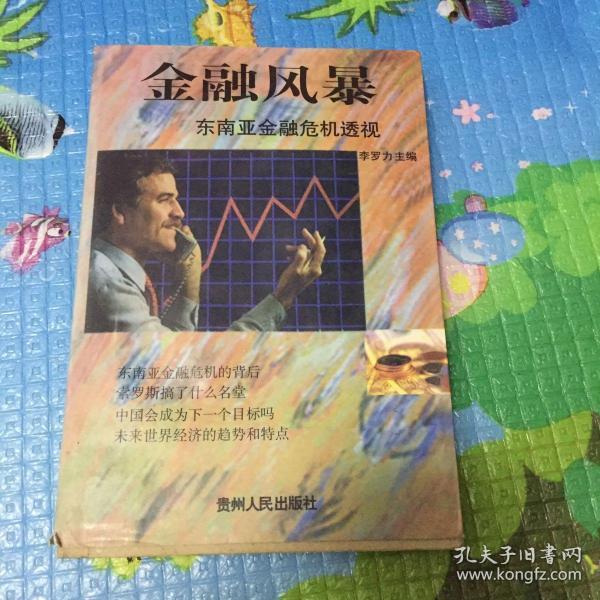 金融风暴
东南亚金融危机透视
李罗力主编
东南亚金融危机的背后
索罗斯搞了什么名堂
中国会成为下一个目标吗
未来世界经济的趋势和特点
贵州人民出版社
孔夫子旧书网
www.kongfz.com